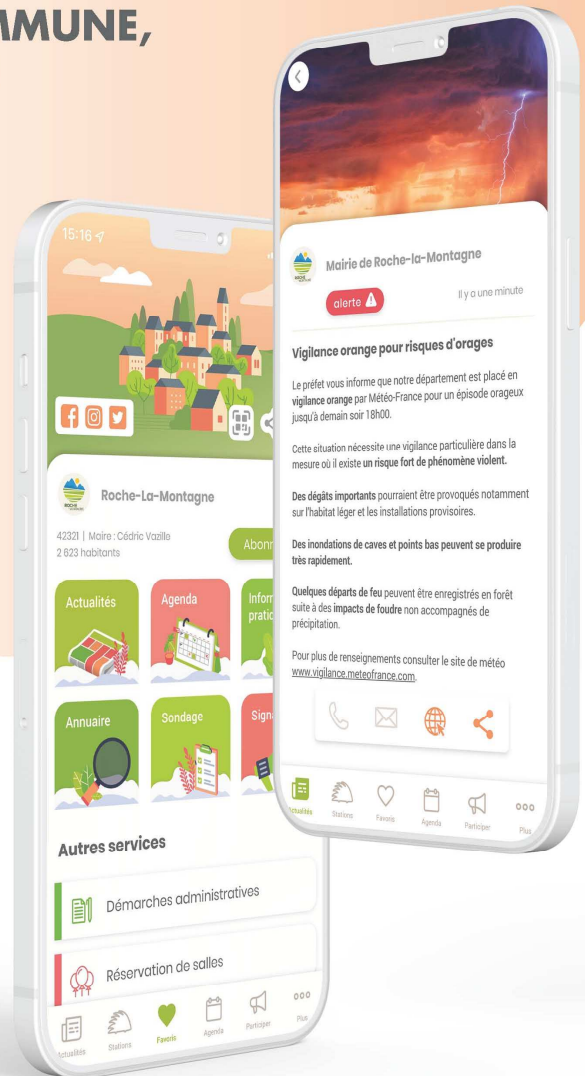 MMUNE,
15:16
Roche-La-Montagne
42321 | Maire : Cédric Vazille
2 623 habitants
Abonn
Actualités
Agenda
Inform
pratiq
Annuaire
Sondage
Sign
Autres services
Démarches administratives
Réservation de salles
Actualités
Stations
Favoris
Agenda
Participer
Plus
Mairie de Roche-la-Montagne
alerte
Il y a une minute
Vigilance orange pour risques d'orages
Le préfet vous informe que notre département est placé en
vigilance orange par Météo-France pour un épisode orageux
jusqu'à demain soir 18h00.
Cette situation nécessite une vigilance particulière dans la
mesure où il existe un risque fort de phénomène violent.
Des dégâts importants pourraient être provoqués notamment
sur l'habitat léger et les installations provisoires.
Des inondations de caves et points bas peuvent se produire
très rapidement.
Quelques départs de feu peuvent être enregistrés en forêt
suite à des impacts de foudre non accompagnés de
précipitation.
Pour plus de renseignements consulter le site de météo
www.vigilance.meteofrance.com.
Actualités
Stations
Favoris
Agenda
Participer
Plus